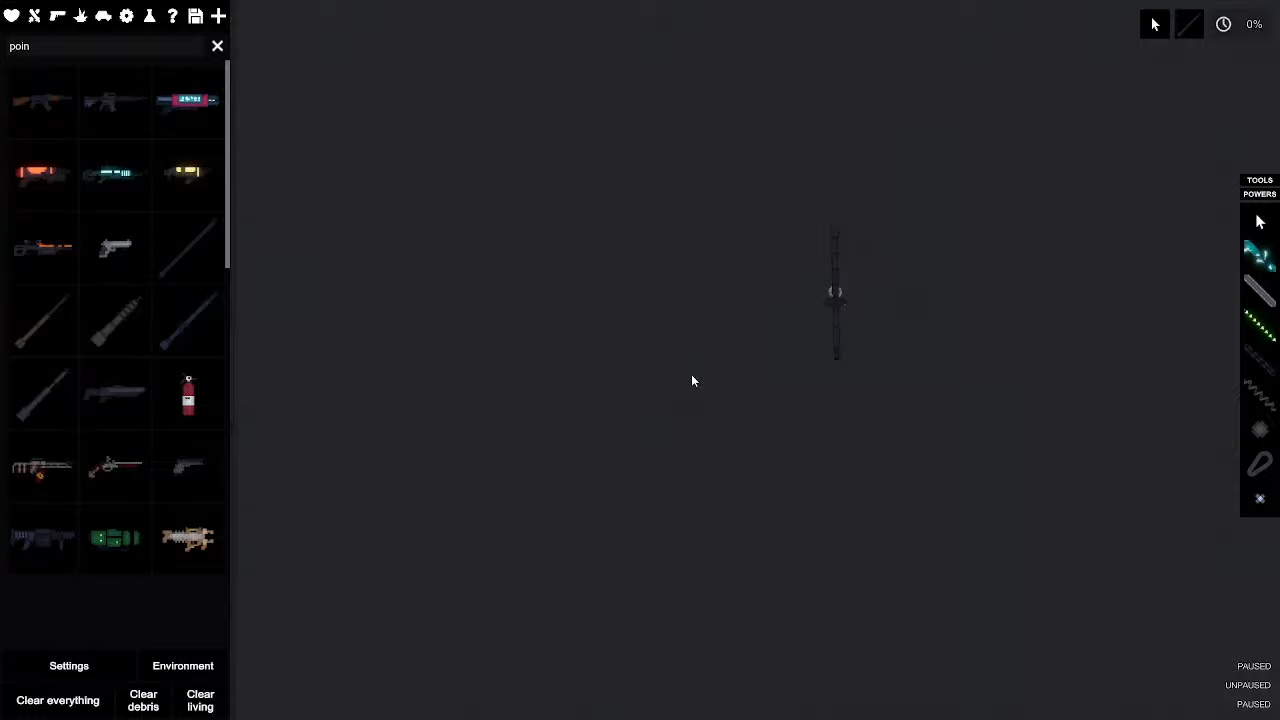 poin
0%
TOOLS
POWERS
Settings
Environment
Clear everything
Clear
debris
Clear
living
PAUSED
UNPAUSED
PAUSED